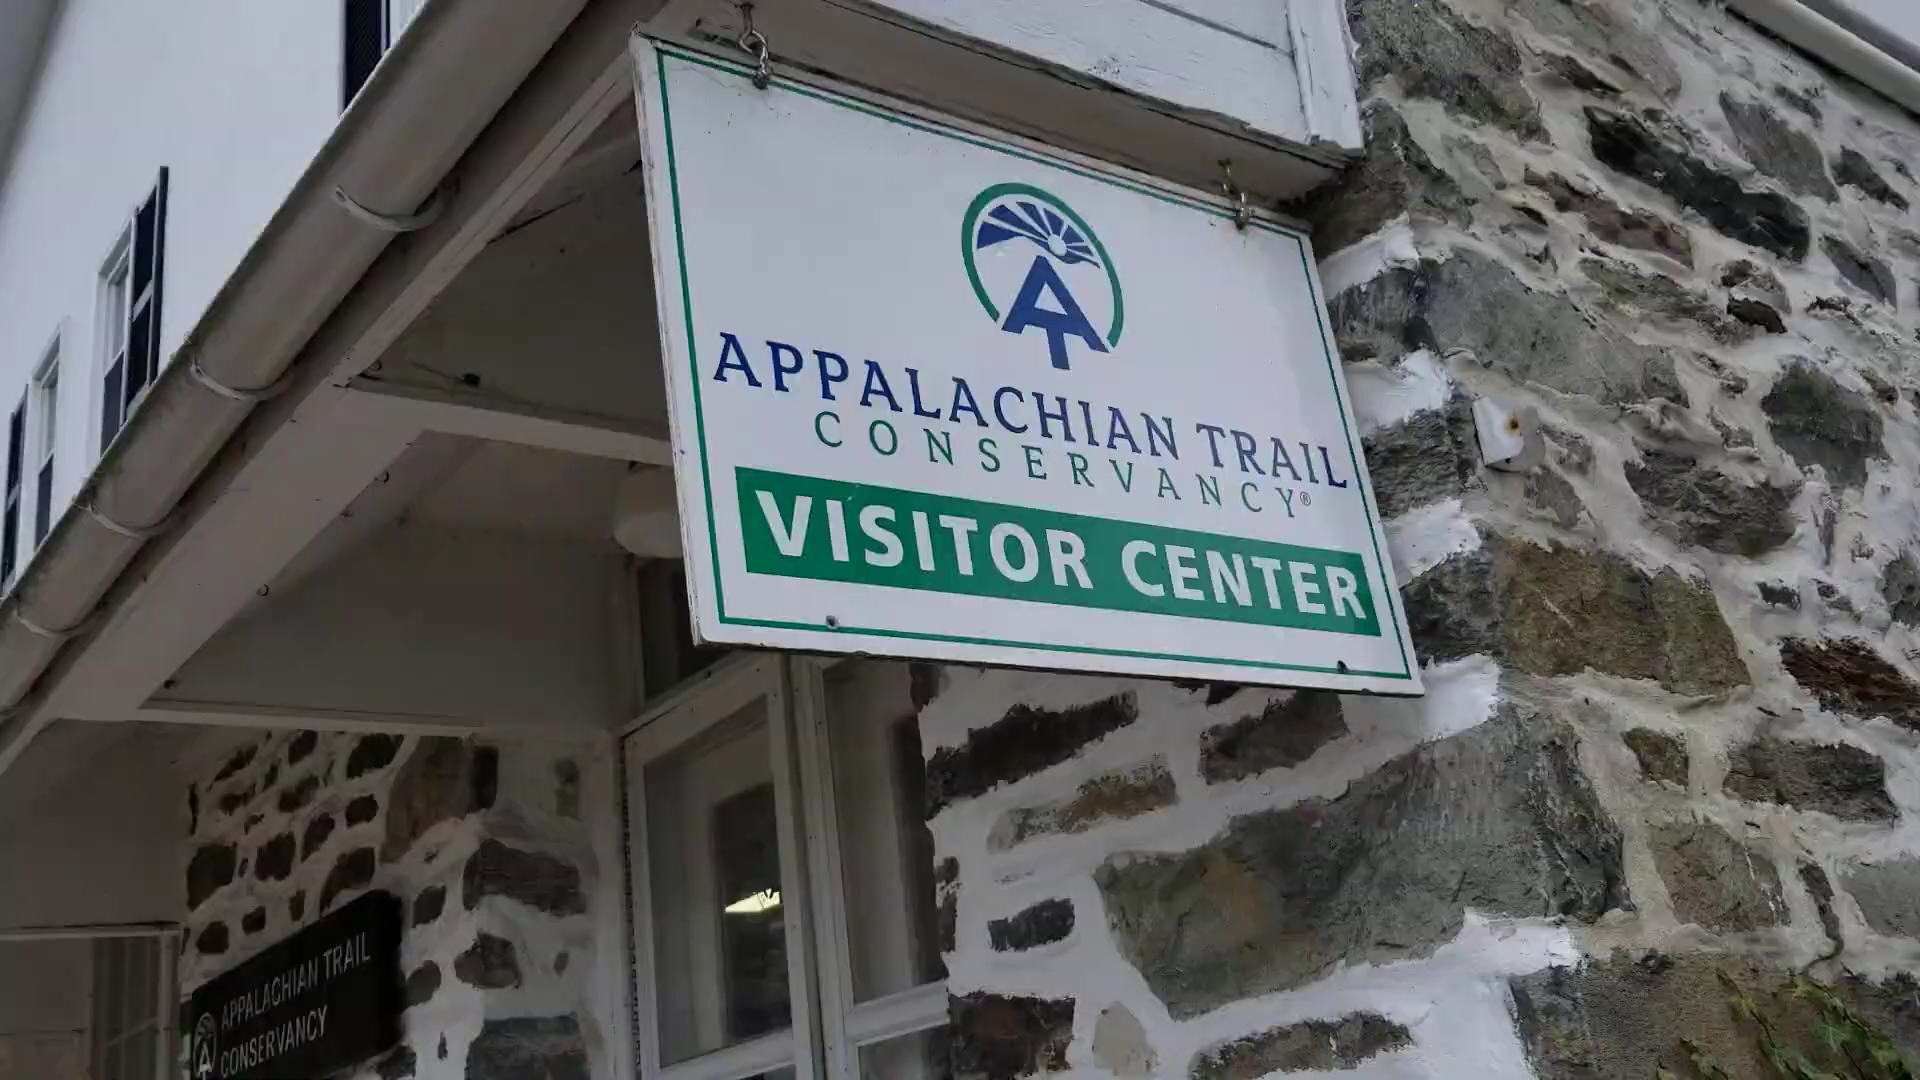 APPALACHIAN TRAIL
CONSERVANCY®
VISITOR CENTER
APPALACHIAN TRAIL
CONSERVANCY